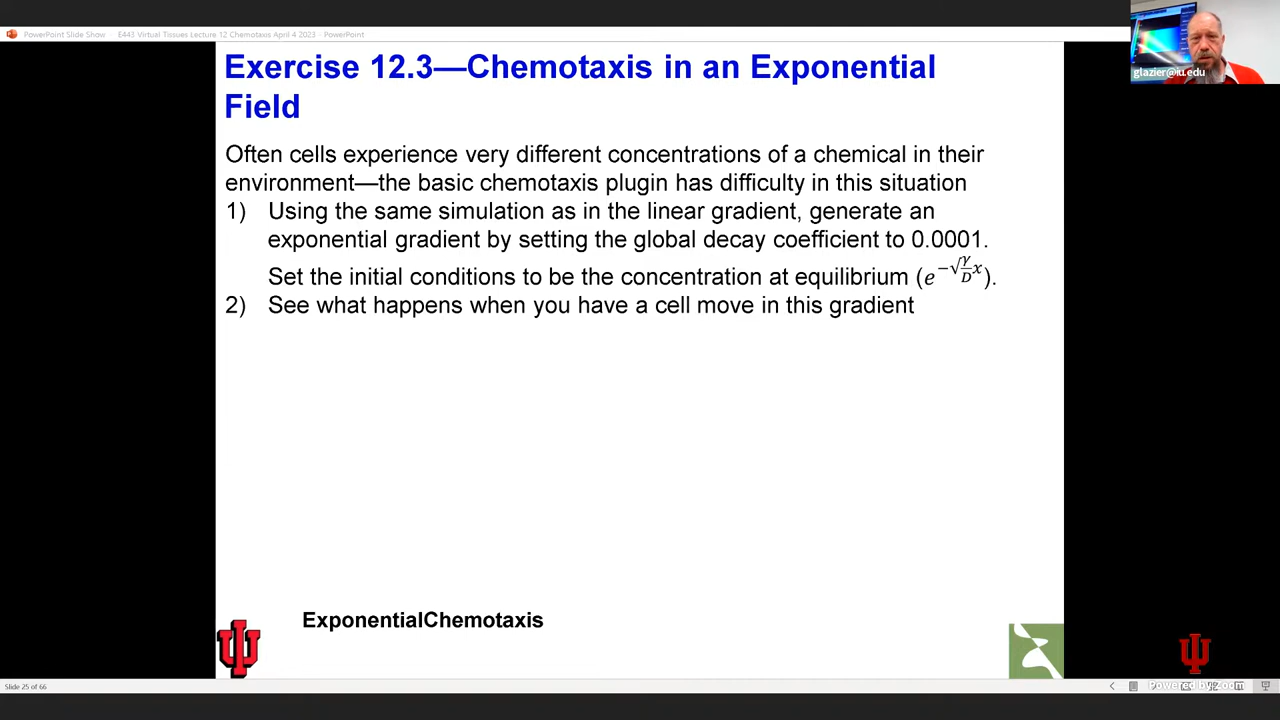 PowerPoint Slide Show - E443 Virtual Tissues Lecture 12 Chemotaxis April 4 2023 - PowerPoint
glazier@iu.edu
Exercise 12.3—Chemotaxis in an Exponential
Field
Often cells experience very different concentrations of a chemical in their
environment—the basic chemotaxis plugin has difficulty in this situation
1) Using the same simulation as in the linear gradient, generate an
exponential gradient by setting the global decay coefficient to 0.0001.
Set the initial conditions to be the concentration at equilibrium (e^{-√(γ/D)x}).
2) See what happens when you have a cell move in this gradient
ExponentialChemotaxis
Slide 25 of 66
Powered by Zoom